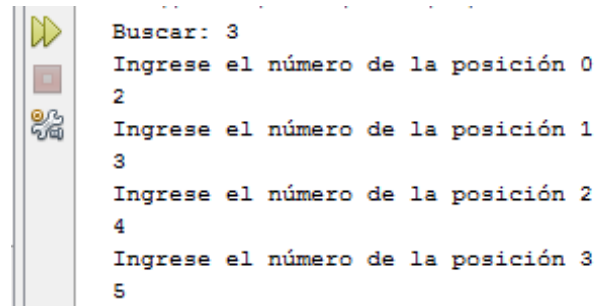 Buscar: 3
Ingrese el número de la posición 0
2
Ingrese el número de la posición 1
3
Ingrese el número de la posición 2
4
Ingrese el número de la posición 3
5